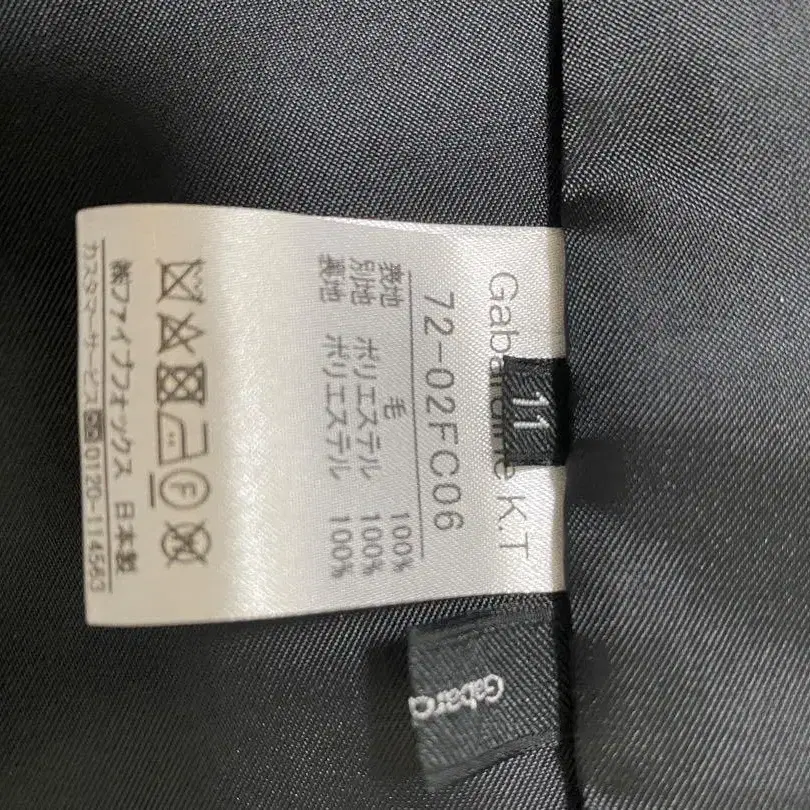 Gabardine K.T
11
72-02FC06
表地 毛 100%
別地 ポリエステル 100%
裏地 ポリエステル 100%
F
㈱ファイブフォックス 日本製
カスタマーサービス 0120-114563
Gabar